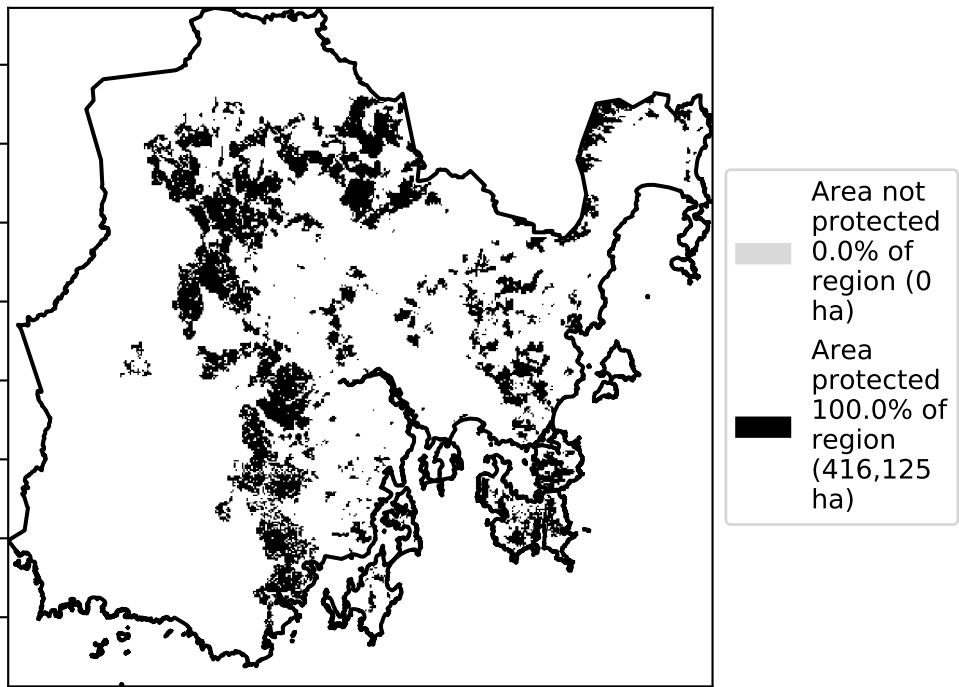 Area not
protected
0.0% of
region (0
ha)
Area
protected
100.0% of
region
(416,125
ha)